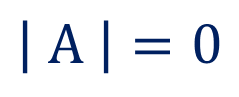 | A | = 0